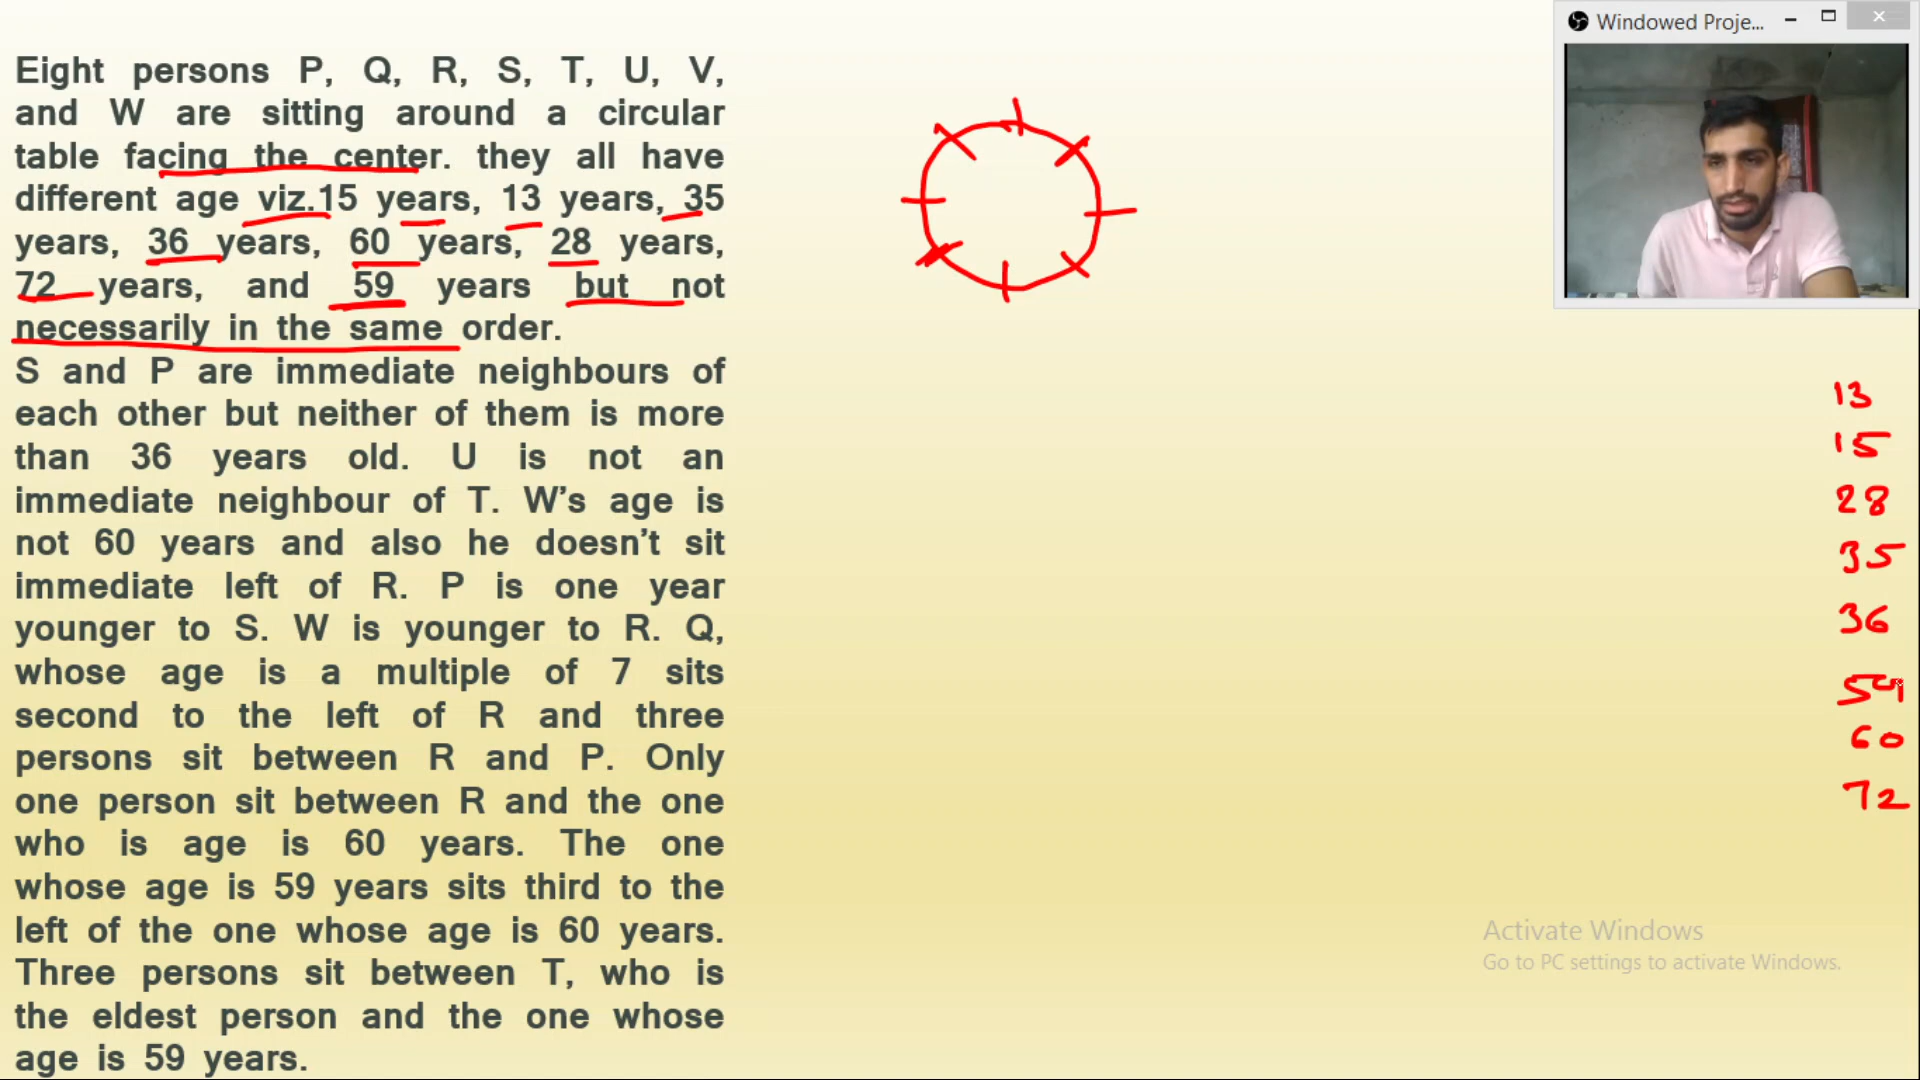 Eight persons P, Q, R, S, T, U, V,
and W are sitting around a circular
table facing the center. they all have
different age viz.15 years, 13 years, 35
years, 36 years, 60 years, 28 years,
72 years, and 59 years but not
necessarily in the same order.
S and P are immediate neighbours of
each other but neither of them is more
than 36 years old. U is not an
immediate neighbour of T. W's age is
not 60 years and also he doesn't sit
immediate left of R. P is one year
younger to S. W is younger to R. Q,
whose age is a multiple of 7 sits
second to the left of R and three
persons sit between R and P. Only
one person sit between R and the one
who is age is 60 years. The one
whose age is 59 years sits third to the
left of the one whose age is 60 years.
Three persons sit between T, who is
the eldest person and the one whose
age is 59 years.
Windowed Proje...
13
15
28
35
36
59
60
72
Activate Windows
Go to PC settings to activate Windows.